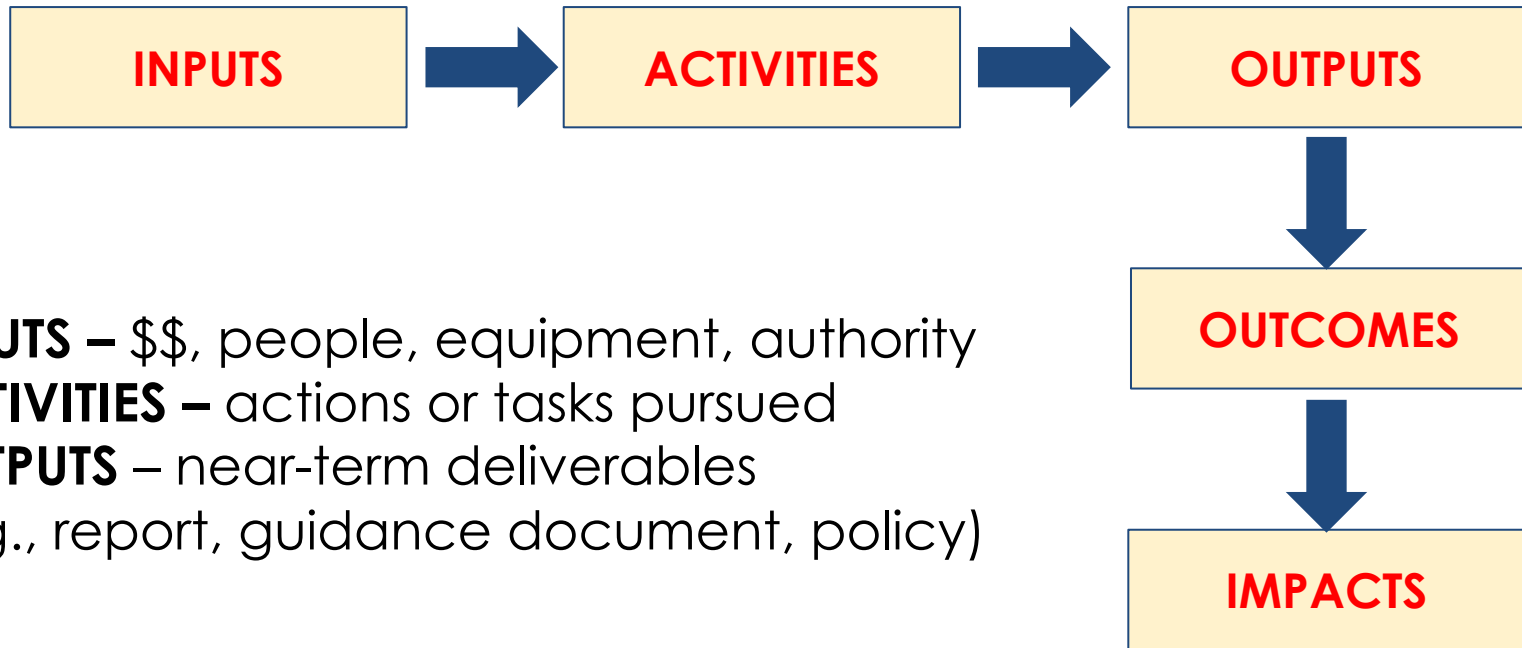 INPUTS
ACTIVITIES
OUTPUTS
OUTCOMES
IMPACTS
UTS – $$, people, equipment, authority
TIVITIES – actions or tasks pursued
TPUTS – near-term deliverables
g., report, guidance document, policy)